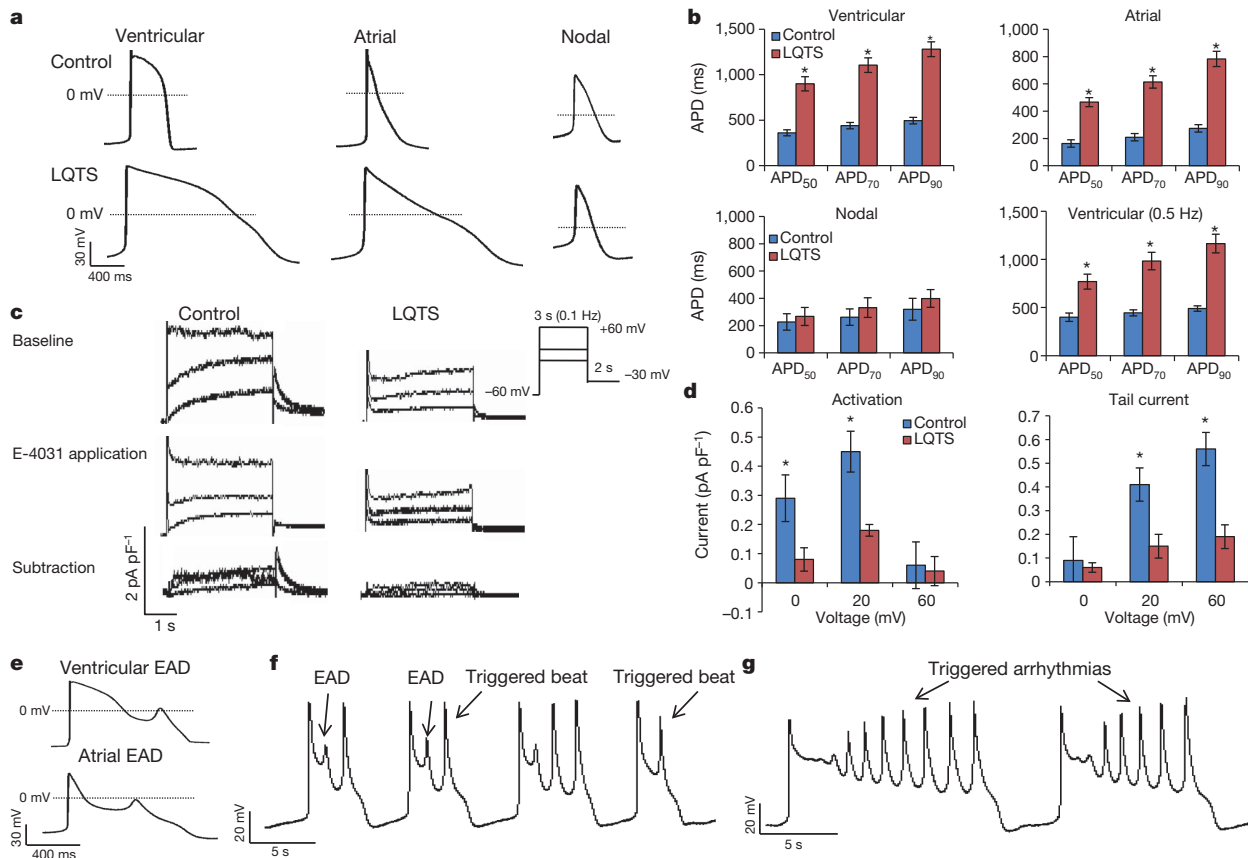 a
Ventricular
Atrial
Nodal
Control
0 mV
LQTS
0 mV
30 mV
400 ms
b
Ventricular
Control
LQTS
APD (ms)
1,500
1,000
500
0
APD50 APD70 APD90
Atrial
1,000
800
600
400
200
0
APD50 APD70 APD90
Nodal
Control
LQTS
APD (ms)
1,000
800
600
400
200
0
APD50 APD70 APD90
Ventricular (0.5 Hz)
1,500
1,000
500
0
APD50 APD70 APD90
c
Control
LQTS
Baseline
E-4031 application
Subtraction
3 s (0.1 Hz)
+60 mV
2 s
−30 mV
−60 mV
2 pA pF−1
1 s
d
Activation
Control
LQTS
Current (pA pF−1)
0.6
0.5
0.4
0.3
0.2
0.1
0
−0.1
0 20 60
Voltage (mV)
Tail current
0.7
0.6
0.5
0.4
0.3
0.2
0.1
0
0 20 60
Voltage (mV)
e
Ventricular EAD
0 mV
Atrial EAD
0 mV
30 mV
400 ms
f
EAD
EAD
Triggered beat
Triggered beat
20 mV
5 s
g
Triggered arrhythmias
20 mV
5 s